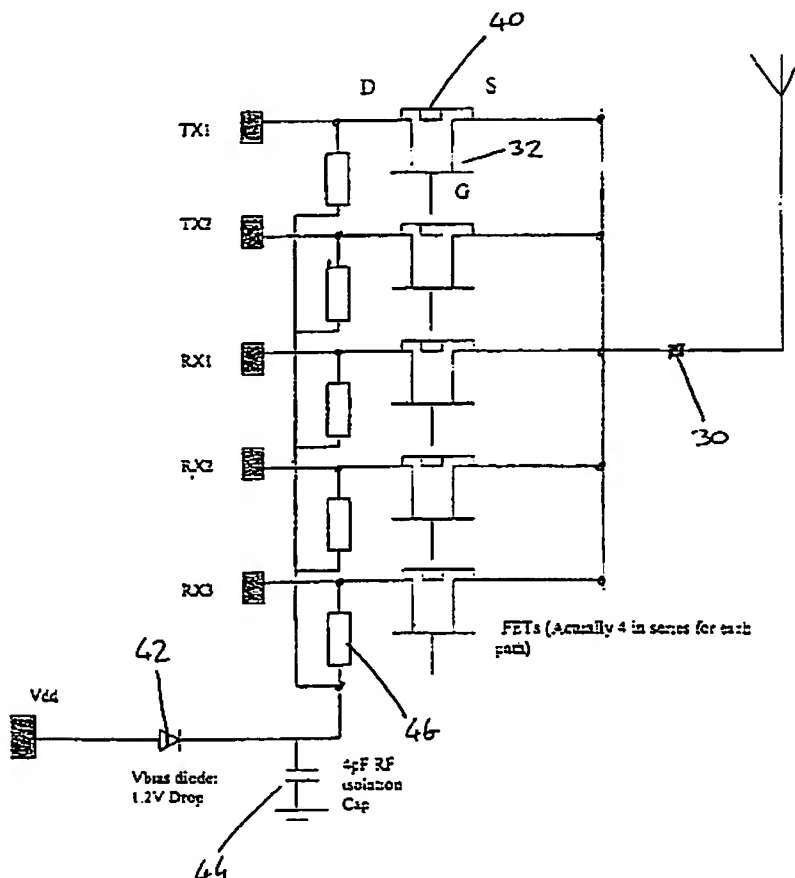 40
D S
TX1
32
G
TX2
RX1
30
RX2
RX3
FETs (Actually 4 in series for each
path)
42
46
Vdd
Vbias diode:
1.2V Drop
4pF RF
isolation
Cap
44